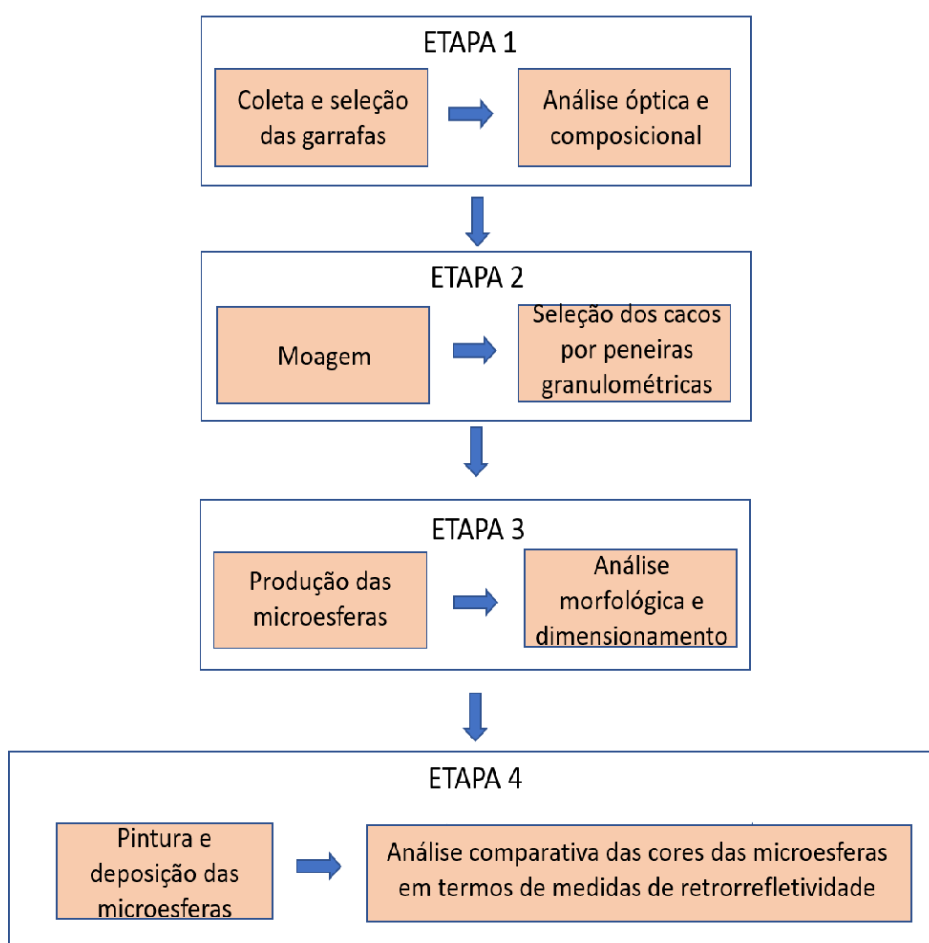 ETAPA 1
Coleta e seleção
das garrafas
Análise óptica e
composicional
ETAPA 2
Moagem
Seleção dos cacos
por peneiras
granulométricas
ETAPA 3
Produção das
microesferas
Análise
morfológica e
dimensionamento
ETAPA 4
Pintura e
deposição das
microesferas
Análise comparativa das cores das microesferas
em termos de medidas de retrorrefletividade